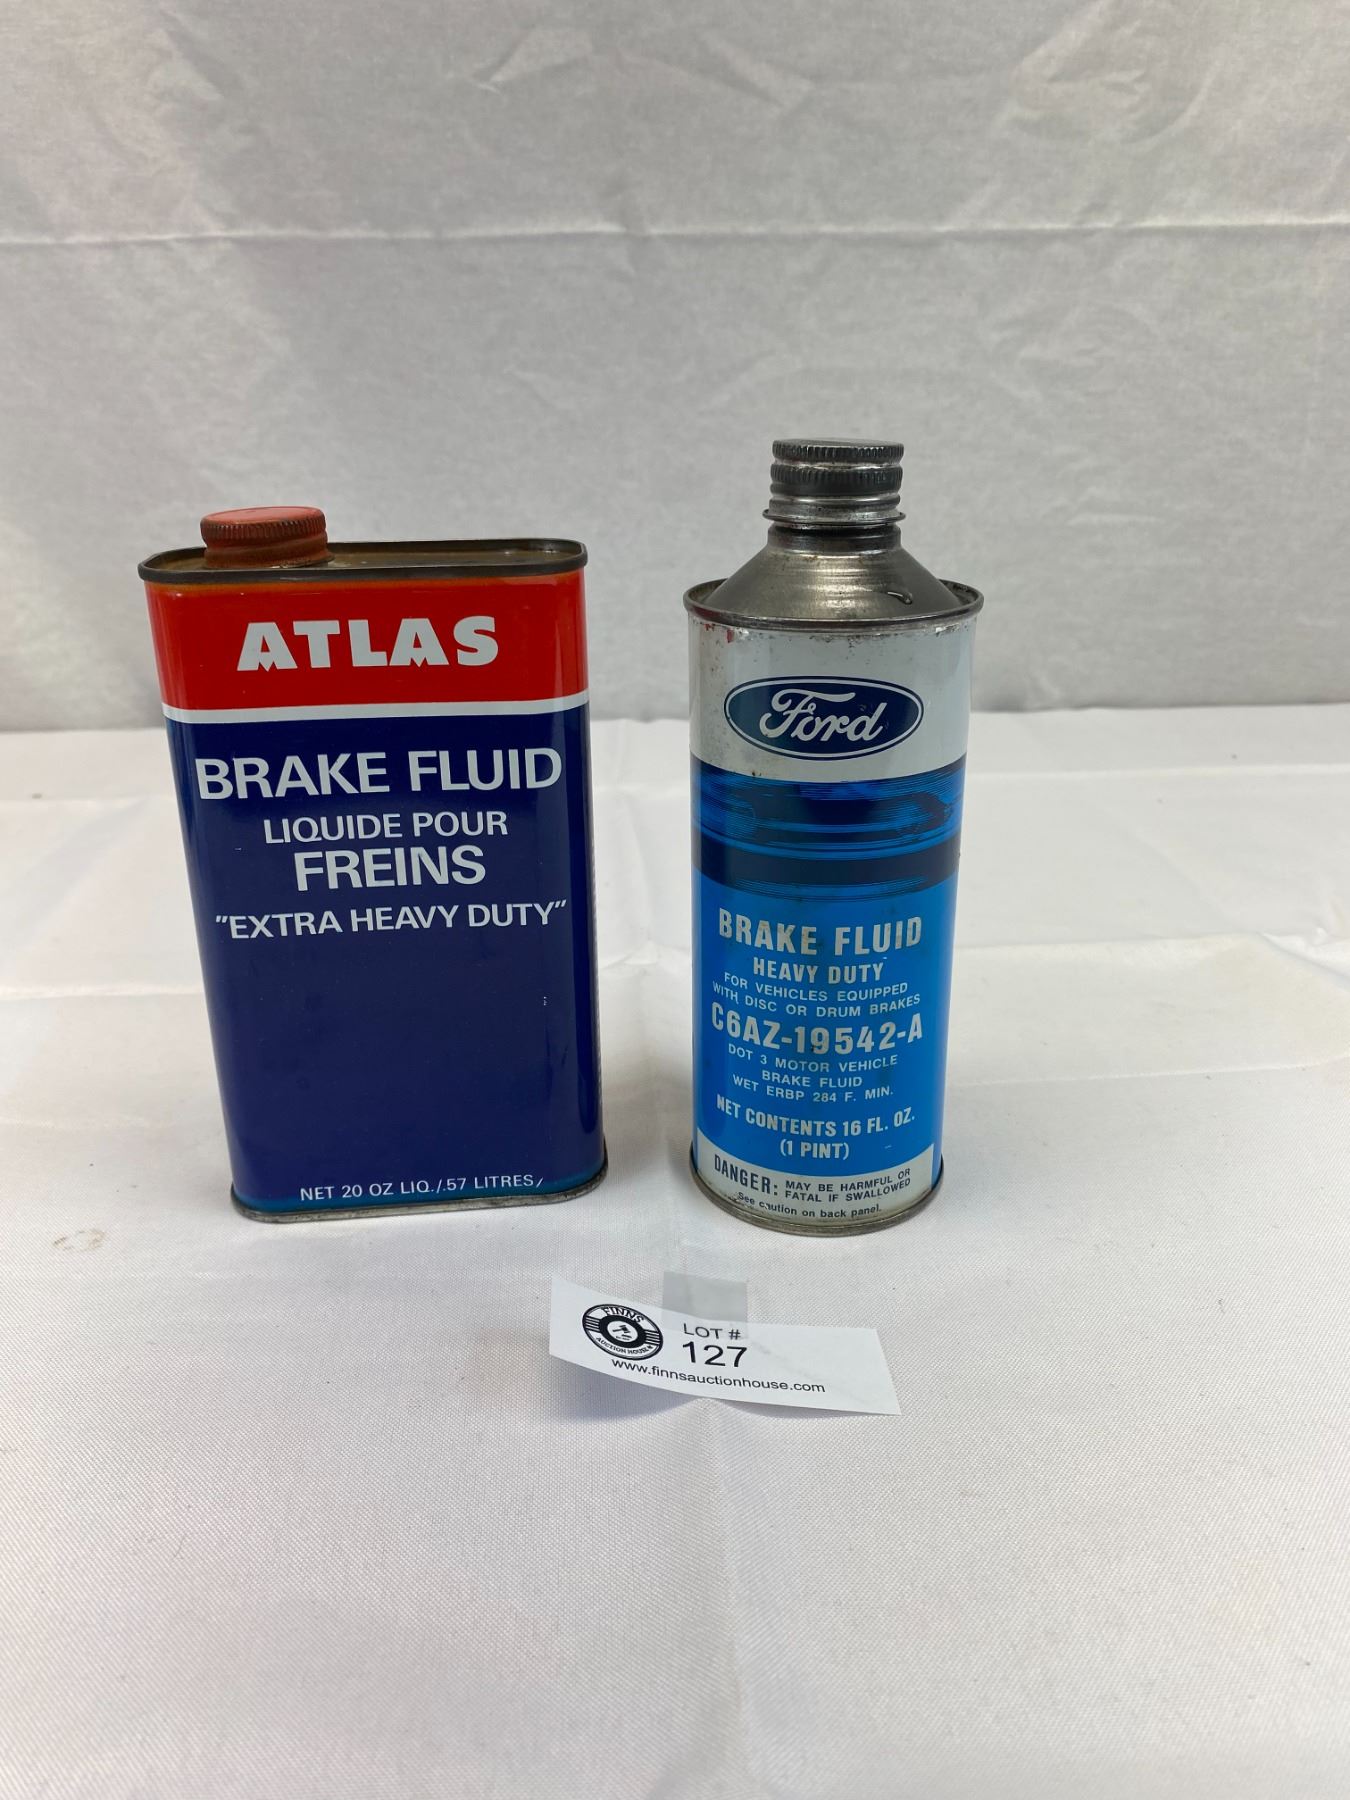 ATLAS
BRAKE FLUID
LIQUIDE POUR
FREINS
"EXTRA HEAVY DUTY"
NET 20 OZ LIQ./.57 LITRES
Ford
BRAKE FLUID
HEAVY DUTY
FOR VEHICLES EQUIPPED
WITH DISC OR DRUM BRAKES
C6AZ-19542-A
DOT 3 MOTOR VEHICLE
BRAKE FLUID
WET ERBP 284 F. MIN.
NET CONTENTS 16 FL. OZ.
(1 PINT)
DANGER: MAY BE HARMFUL OR
FATAL IF SWALLOWED
See caution on back panel.
FINNS
AUCTION HOUSE
LOT #
127
www.finnsauctionhouse.com